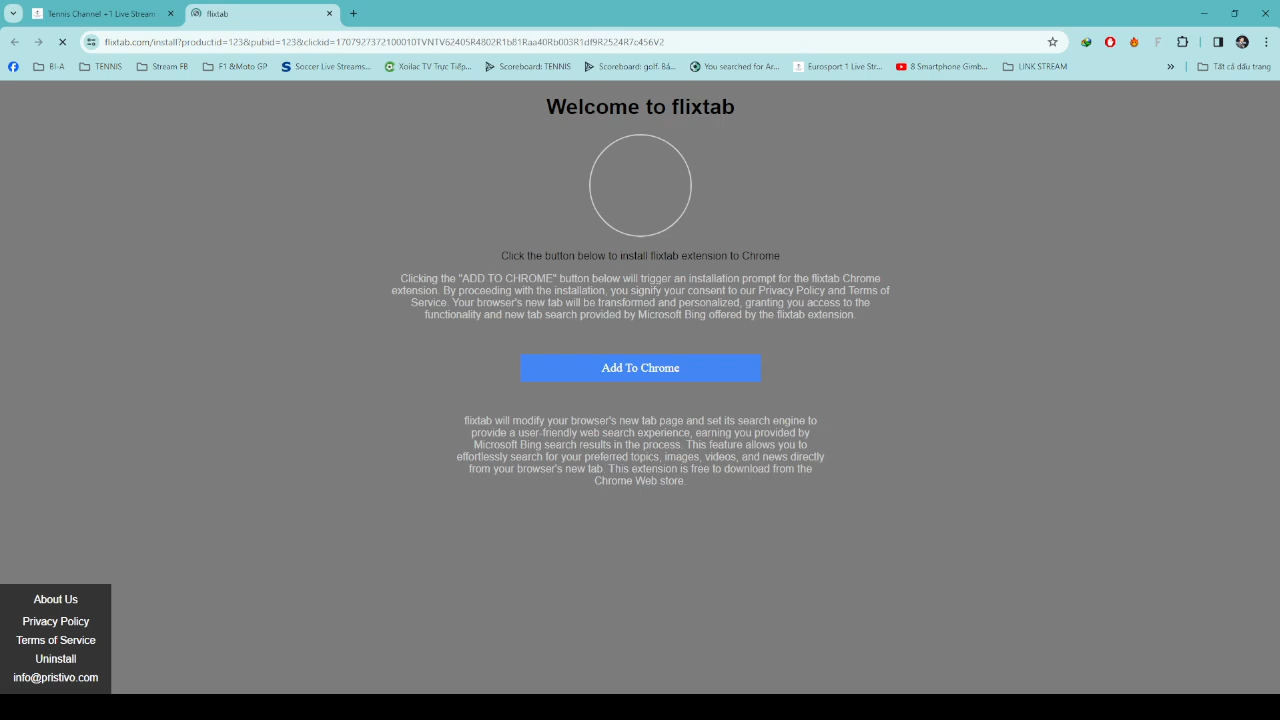 Tennis Channel +1 Live Stream
flixtab
flixtab.com/install?productid=123&pubid=123&clickid=1707927372100010TVNTV62405R4802R1b81Raa40Rb003R1df9R2524R7c456V2
BI-A
TENNIS
Stream FB
F1 &Moto GP
Soccer Live Streams...
Xoilac TV Trực Tiếp...
Scoreboard: TENNIS
Scoreboard: golf. Bả...
You searched for Ar...
Eurosport 1 Live Str...
8 Smartphone Gimb...
LINK STREAM
»
Tất cả dấu trang
Welcome to flixtab
Click the button below to install flixtab extension to Chrome
Clicking the "ADD TO CHROME" button below will trigger an installation prompt for the flixtab Chrome
extension. By proceeding with the installation, you signify your consent to our Privacy Policy and Terms of
Service. Your browser's new tab will be transformed and personalized, granting you access to the
functionality and new tab search provided by Microsoft Bing offered by the flixtab extension.
Add To Chrome
flixtab will modify your browser's new tab page and set its search engine to
provide a user-friendly web search experience, earning you provided by
Microsoft Bing search results in the process. This feature allows you to
effortlessly search for your preferred topics, images, videos, and news directly
from your browser's new tab. This extension is free to download from the
Chrome Web store.
About Us
Privacy Policy
Terms of Service
Uninstall
info@pristivo.com